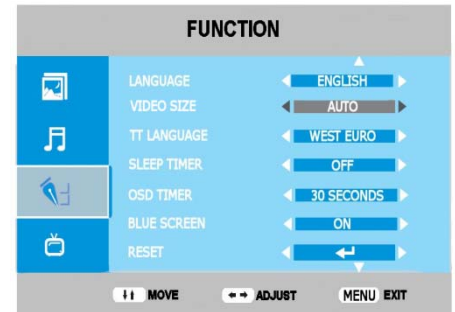 FUNCTION
LANGUAGE ENGLISH
VIDEO SIZE AUTO
TT LANGUAGE WEST EURO
SLEEP TIMER OFF
OSD TIMER 30 SECONDS
BLUE SCREEN ON
RESET
MOVE ADJUST MENU EXIT